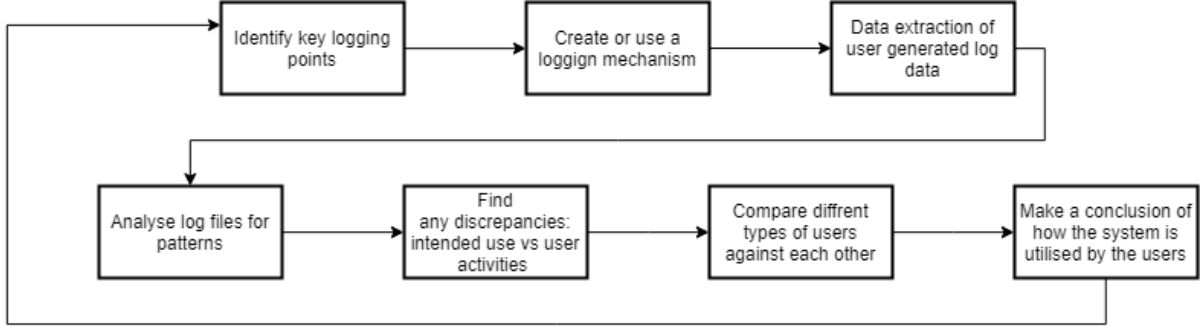 Identify key logging
points
Create or use a
loggign mechanism
Data extraction of
user generated log
data
Analyse log files for
patterns
Find
any discrepancies:
intended use vs user
activities
Compare diffrent
types of users
against each other
Make a conclusion of
how the system is
utilised by the users